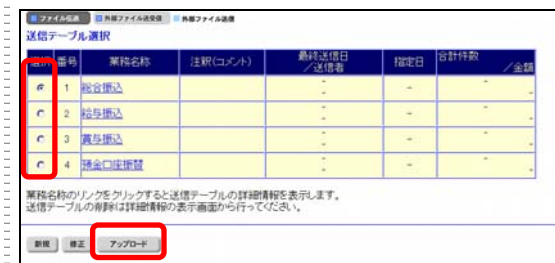 ファイル伝送 外部ファイル送受信 外部ファイル送信
送信テーブル選択
選択 番号 業務名称 注釈(コメント) 最終送信日／送信者 指定日 合計件数／金額
1 総合振込 - - - - -
2 給与振込 - - - - -
3 賞与振込 - - - - -
4 預金口座振替 - - - - -
業務名称のリンクをクリックすると送信テーブルの詳細情報を表示します。
送信テーブルの削除は詳細情報の表示画面から行ってください。
新規 修正 アップロード